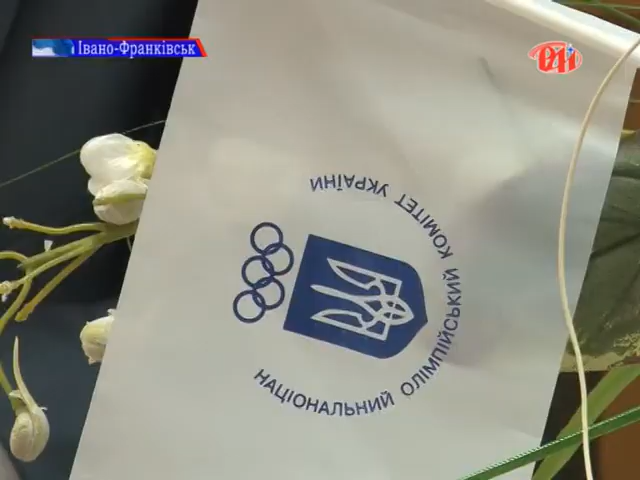 Івано-Франківськ
НАЦІОНАЛЬНИЙ ОЛІМПІЙСЬКИЙ КОМІТЕТ УКРАЇНИ